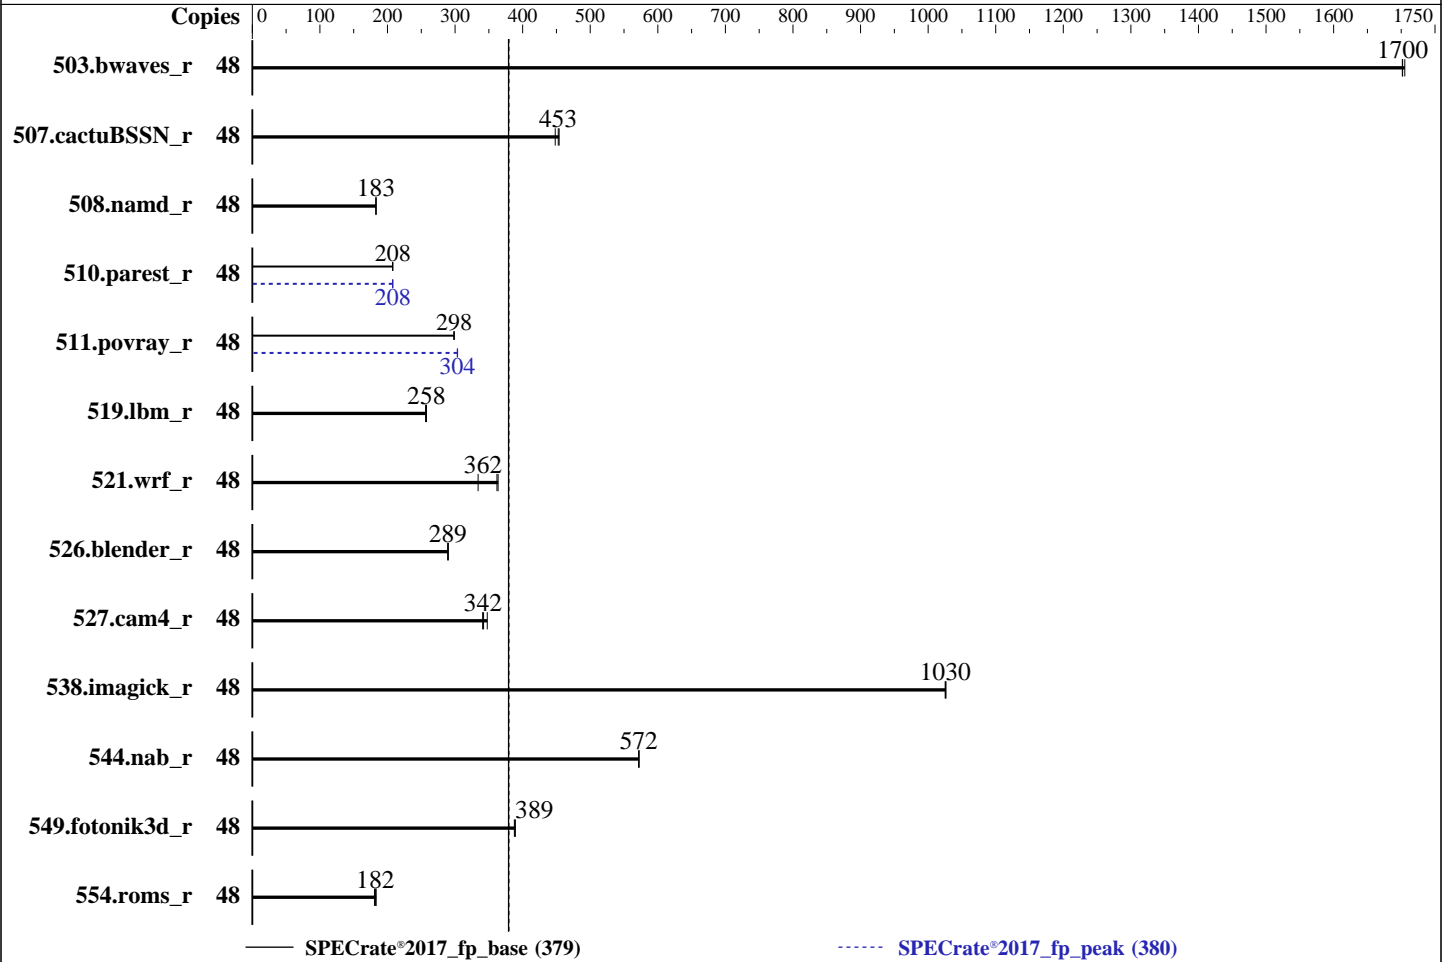 Copies 0 100 200 300 400 500 600 700 800 900 1000 1100 1200 1300 1400 1500 1600 1750
503.bwaves_r 48 1700
507.cactuBSSN_r 48 453
508.namd_r 48 183
510.parest_r 48 208
208
511.povray_r 48 298
304
519.lbm_r 48 258
521.wrf_r 48 362
526.blender_r 48 289
527.cam4_r 48 342
538.imagick_r 48 1030
544.nab_r 48 572
549.fotonik3d_r 48 389
554.roms_r 48 182
SPECrate®2017_fp_base (379) SPECrate®2017_fp_peak (380)